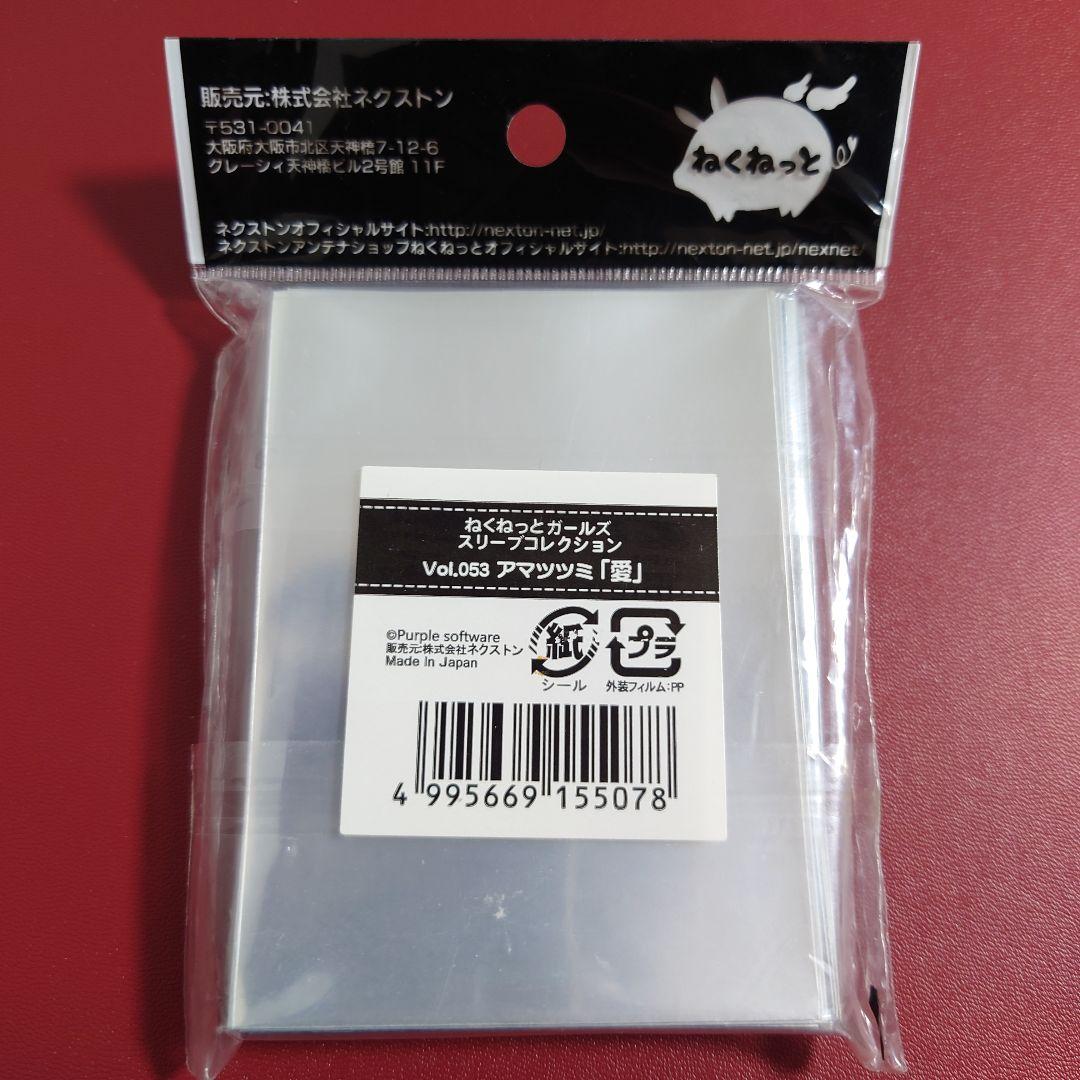 販売元:株式会社ネクストン
〒531-0041
大阪府大阪市北区天神橋7-12-6
グレーシィ天神橋ビル2号館 11F
ねくねっと
ネクストンオフィシャルサイト:http://nexton-net.jp/
ネクストンアンテナショップねくねっとオフィシャルサイト:http://nexton-net.jp/nexnet/
ねくねっとガールズ
スリーブコレクション
Vol.053 アマツツミ「愛」
©Purple software
販売元:株式会社ネクストン
Made In Japan
紙
シール
プラ
外装フィルム:PP
4 995669 155078